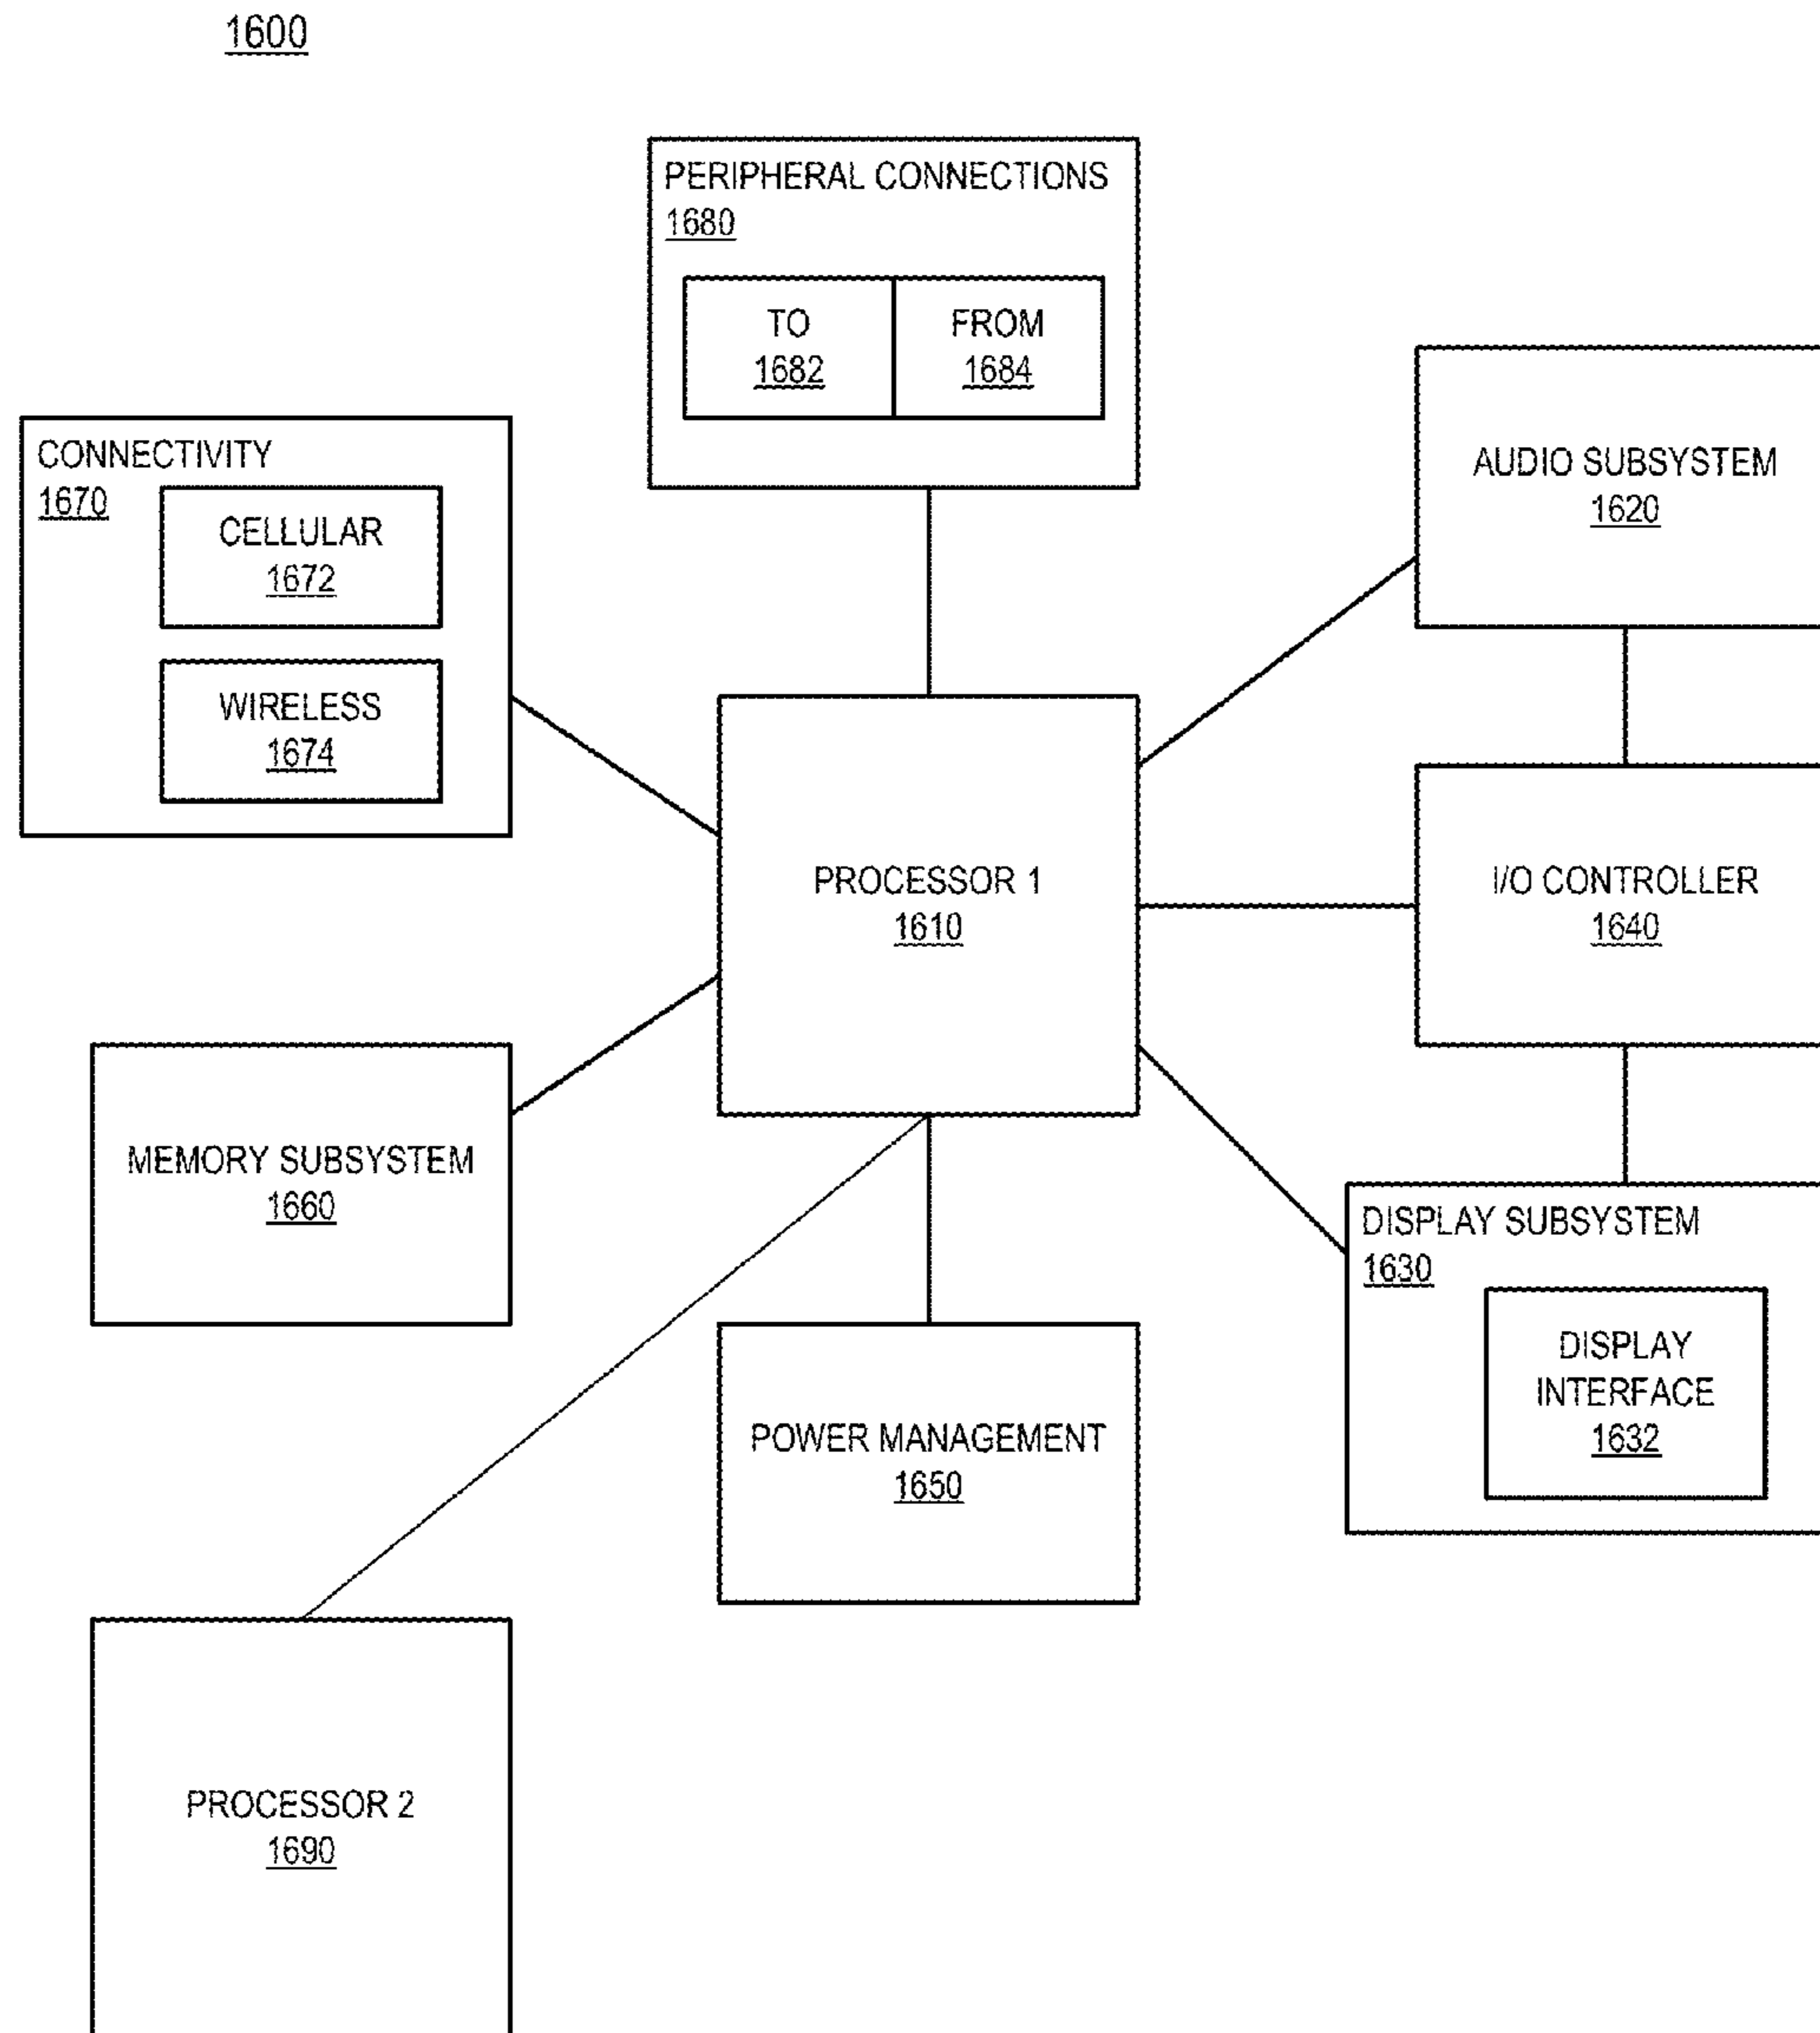 1600
PERIPHERAL CONNECTIONS
1680
TO
1682
FROM
1684
CONNECTIVITY
1670
CELLULAR
1672
WIRELESS
1674
AUDIO SUBSYSTEM
1620
PROCESSOR 1
1610
I/O CONTROLLER
1640
MEMORY SUBSYSTEM
1660
DISPLAY SUBSYSTEM
1630
DISPLAY
INTERFACE
1632
POWER MANAGEMENT
1650
PROCESSOR 2
1690